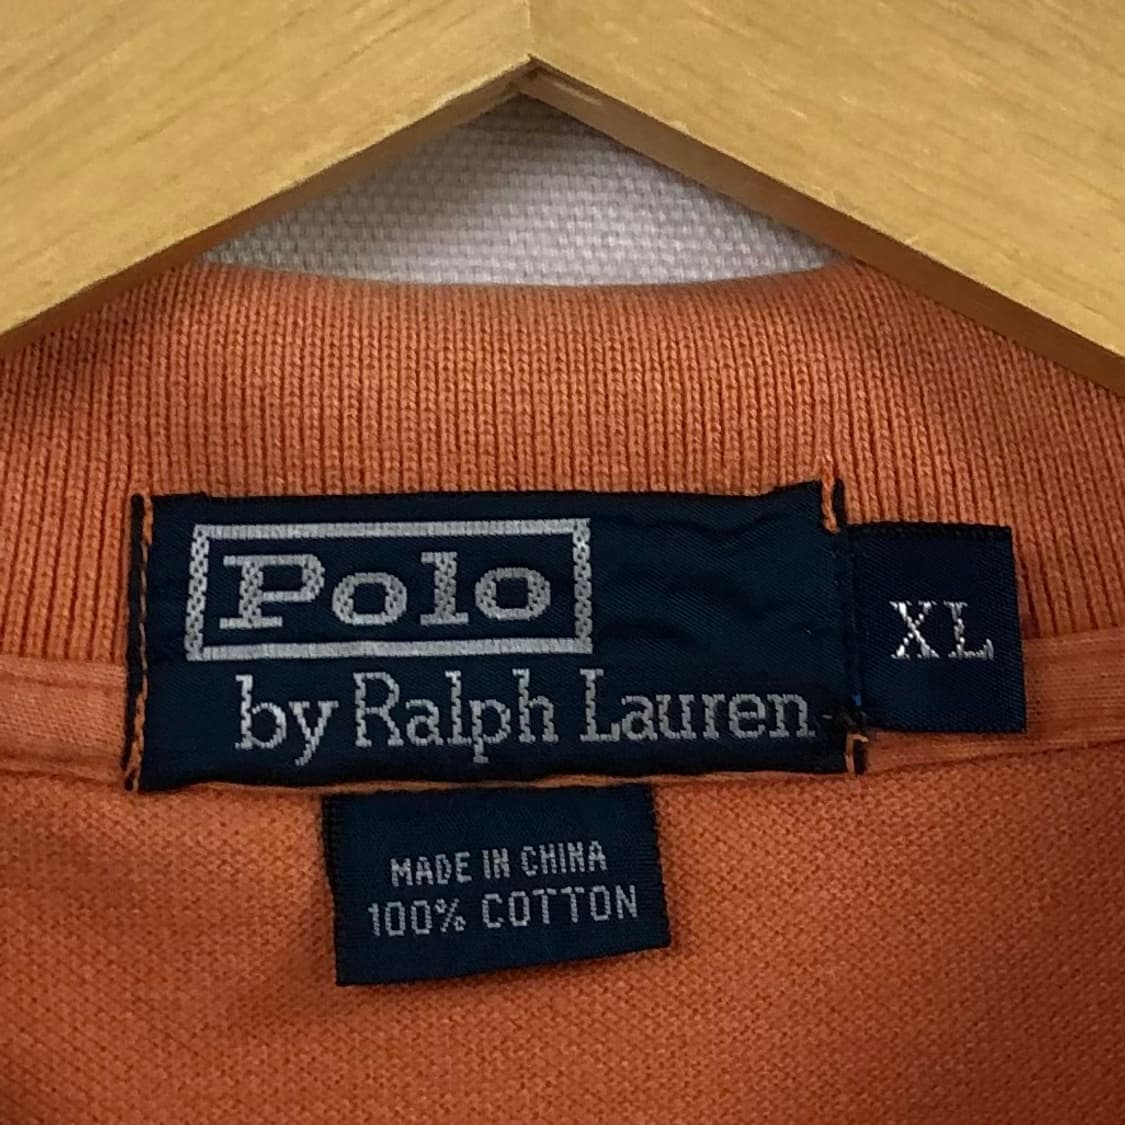 Polo
by Ralph Lauren
XL
MADE IN CHINA
100% COTTON